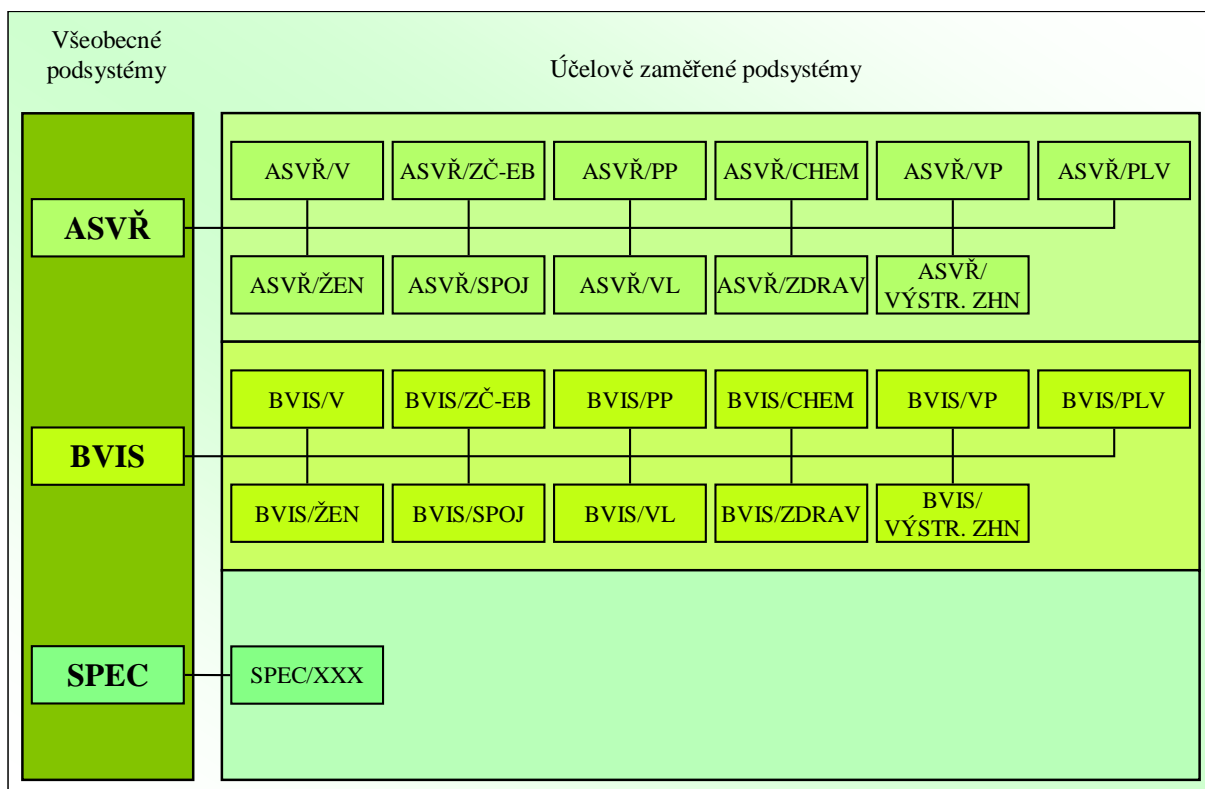 Všeobecné
podsystémy
Účelově zaměřené podsystémy
ASVŘ
ASVŘ/V
ASVŘ/ZČ-EB
ASVŘ/PP
ASVŘ/CHEM
ASVŘ/VP
ASVŘ/PLV
ASVŘ/ŽEN
ASVŘ/SPOJ
ASVŘ/VL
ASVŘ/ZDRAV
ASVŘ/
VÝSTR. ZHN
BVIS
BVIS/V
BVIS/ZČ-EB
BVIS/PP
BVIS/CHEM
BVIS/VP
BVIS/PLV
BVIS/ŽEN
BVIS/SPOJ
BVIS/VL
BVIS/ZDRAV
BVIS/
VÝSTR. ZHN
SPEC
SPEC/XXX